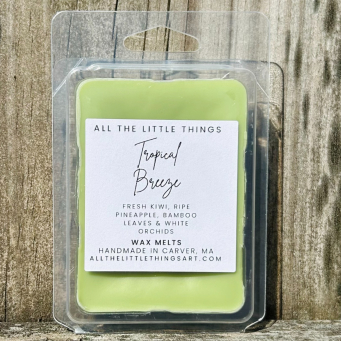 ALL THE LITTLE THINGS
Tropical
Breeze
FRESH KIWI, RIPE
PINEAPPLE, BAMBOO
LEAVES & WHITE
ORCHIDS
WAX MELTS
HANDMADE IN CARVER, MA
ALLTHELITTLETHINGSART.COM